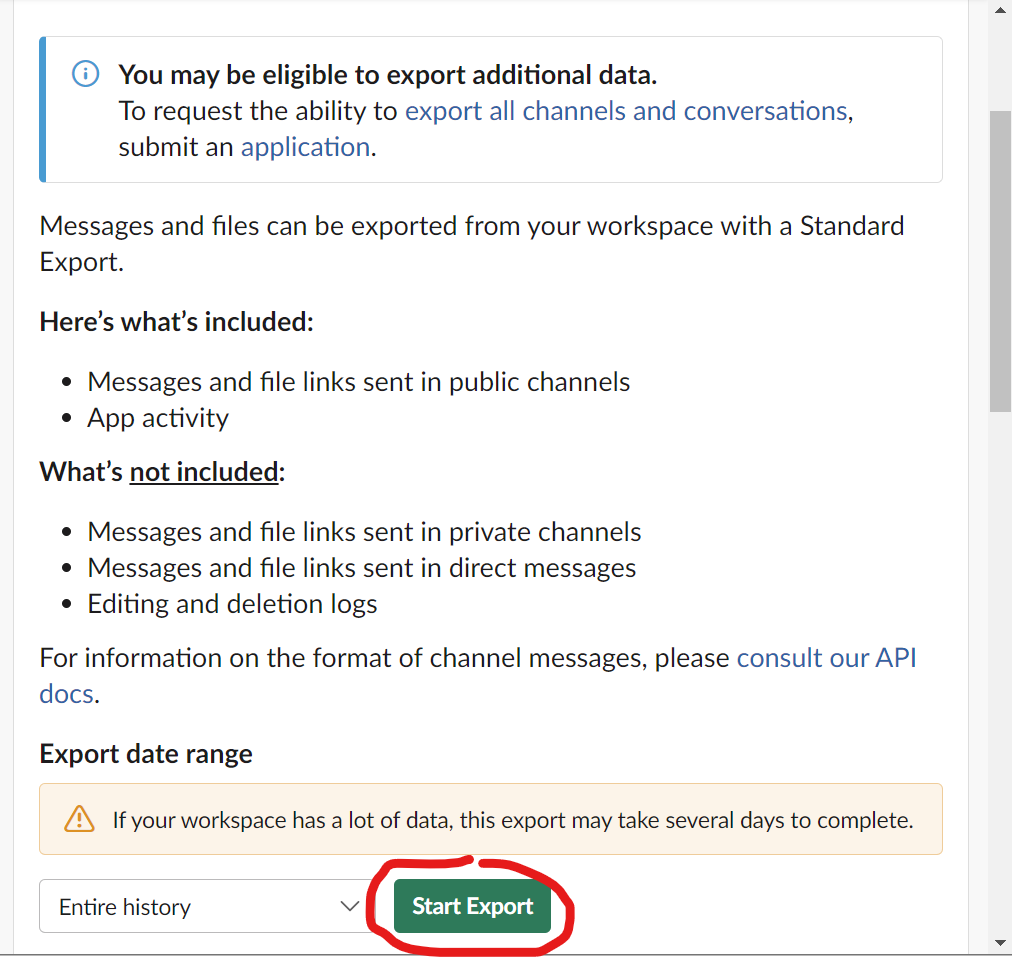 You may be eligible to export additional data.
To request the ability to export all channels and conversations,
submit an application.
Messages and files can be exported from your workspace with a Standard
Export.
Here’s what’s included:
• Messages and file links sent in public channels
• App activity
What’s not included:
• Messages and file links sent in private channels
• Messages and file links sent in direct messages
• Editing and deletion logs
For information on the format of channel messages, please consult our API
docs.
Export date range
If your workspace has a lot of data, this export may take several days to complete.
Entire history Start Export